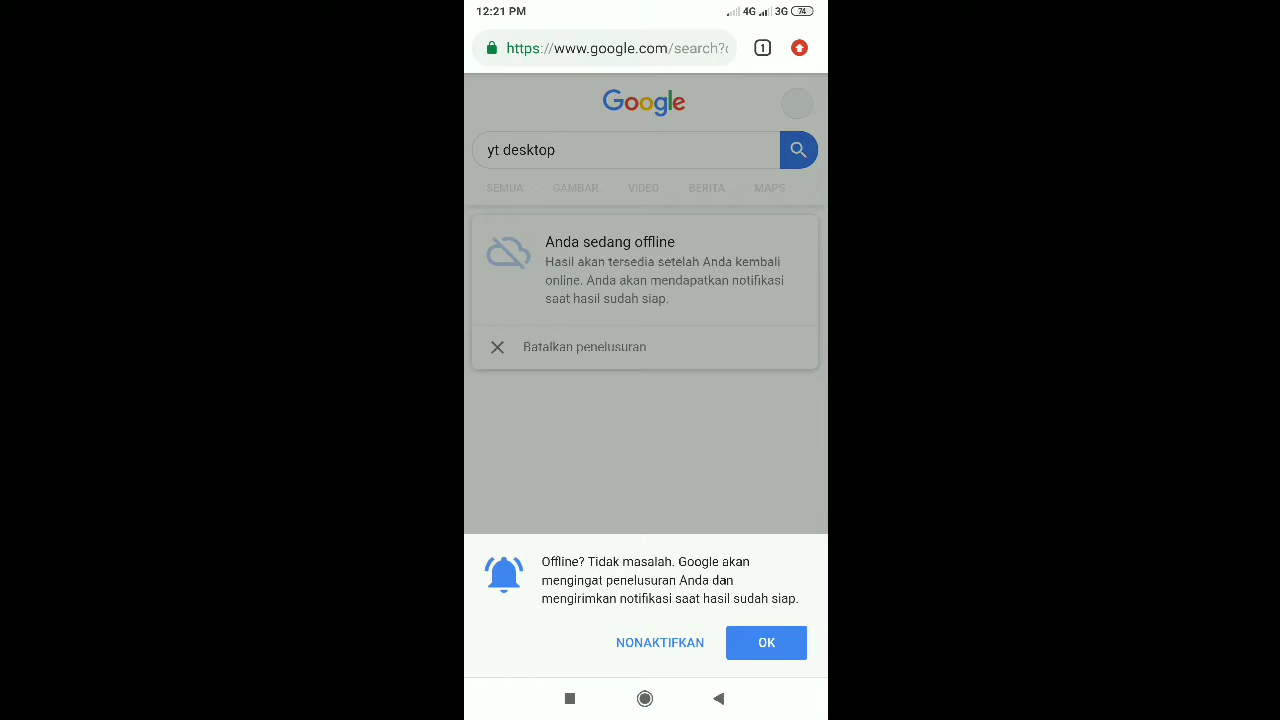 12:21 PM 4G 3G 74
https://www.google.com/search?
1
Google
yt desktop
SEMUA GAMBAR VIDEO BERITA MAPS
Anda sedang offline
Hasil akan tersedia setelah Anda kembali
online. Anda akan mendapatkan notifikasi
saat hasil sudah siap.
Batalkan penelusuran
Offline? Tidak masalah. Google akan
mengingat penelusuran Anda dan
mengirimkan notifikasi saat hasil sudah siap.
NONAKTIFKAN OK